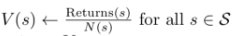 V(s) ← Returns(s)/N(s) for all s ∈ 𝒮